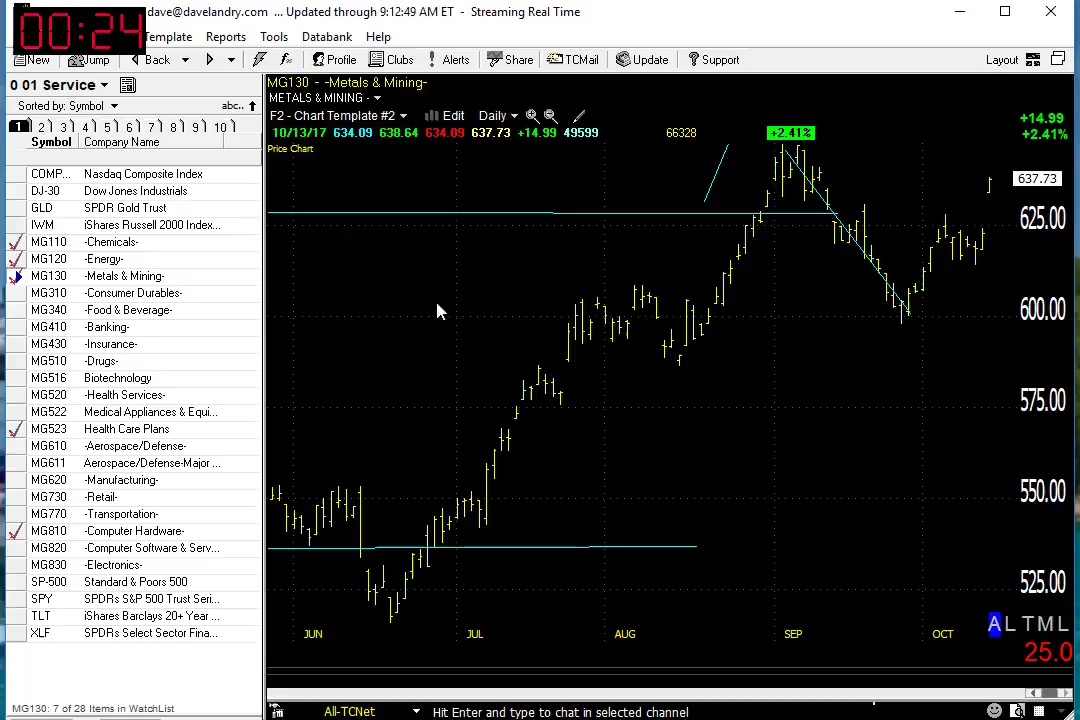 00:24
dave@davelandry.com ... Updated through 9:12:49 AM ET - Streaming Real Time
Template Reports Tools Databank Help
New Jump Back Profile Clubs Alerts Share TCMail Update Support Layout
0 01 Service
Sorted by: Symbol abc..
1 2 3 4 5 6 7 8 9 10
Symbol Company Name
COMP... Nasdaq Composite Index
DJ-30 Dow Jones Industrials
GLD SPDR Gold Trust
IWM iShares Russell 2000 Index...
MG110 -Chemicals-
MG120 -Energy-
MG130 -Metals & Mining-
MG310 -Consumer Durables-
MG340 -Food & Beverage-
MG410 -Banking-
MG430 -Insurance-
MG510 -Drugs-
MG516 Biotechnology
MG520 -Health Services-
MG522 Medical Appliances & Equi...
MG523 Health Care Plans
MG610 -Aerospace/Defense-
MG611 Aerospace/Defense-Major ...
MG620 -Manufacturing-
MG730 -Retail-
MG770 -Transportation-
MG810 -Computer Hardware-
MG820 -Computer Software & Serv...
MG830 -Electronics-
SP-500 Standard & Poors 500
SPY SPDRs S&P 500 Trust Seri...
TLT iShares Barclays 20+ Year ...
XLF SPDRs Select Sector Fina...
MG130: 7 of 28 Items in WatchList
MG130 - -Metals & Mining-
METALS & MINING -
F2 - Chart Template #2 Edit Daily
10/13/17 634.09 638.64 634.09 637.73 +14.99 49599 66328 +2.41%
+14.99
+2.41%
Price Chart
637.73
625.00
600.00
575.00
550.00
525.00
JUN JUL AUG SEP OCT
A L T M L
25.0
All-TCNet Hit Enter and type to chat in selected channel